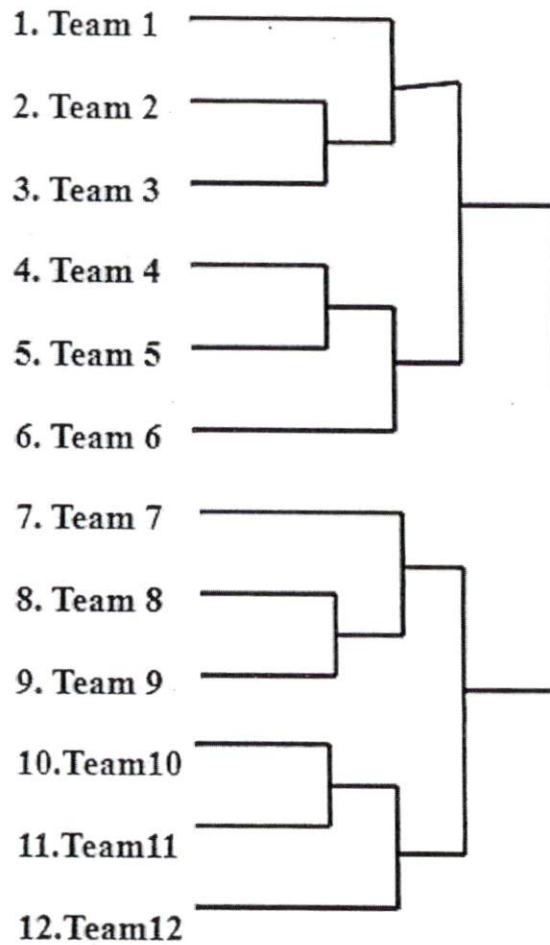 1. Team 1
2. Team 2
3. Team 3
4. Team 4
5. Team 5
6. Team 6
7. Team 7
8. Team 8
9. Team 9
10.Team10
11.Team11
12.Team12